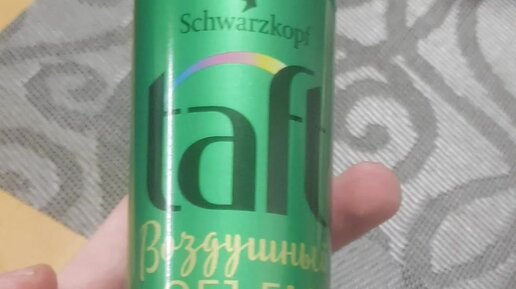 Schwarzkopf
taft
Воздушный